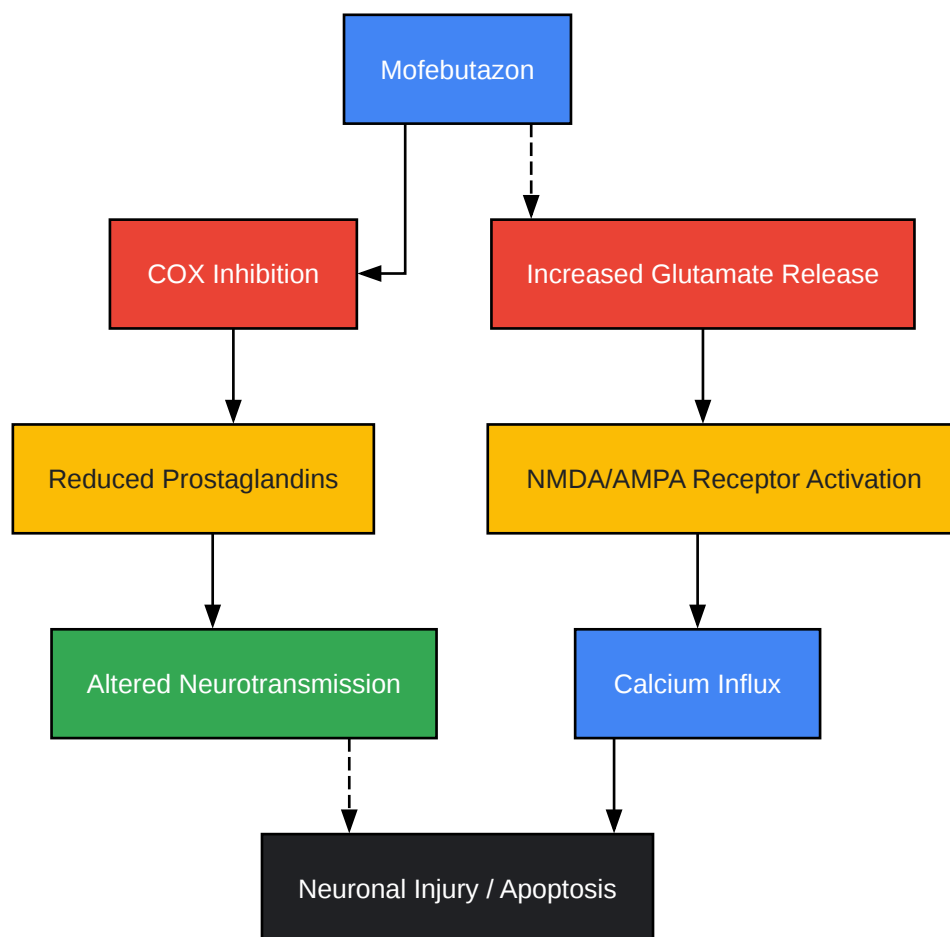 Mofebutazon
COX Inhibition
Increased Glutamate Release
Reduced Prostaglandins
NMDA/AMPA Receptor Activation
Altered Neurotransmission
Calcium Influx
Neuronal Injury / Apoptosis